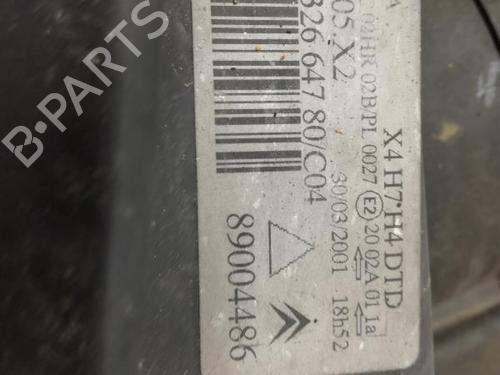 X4 H7 H4 DTD
02HR 02B/PL 0027 E2 20 02A 01 1a
30/03/2001 18h52
05 X2
326 647 80/C04
89004486
B-PARTS